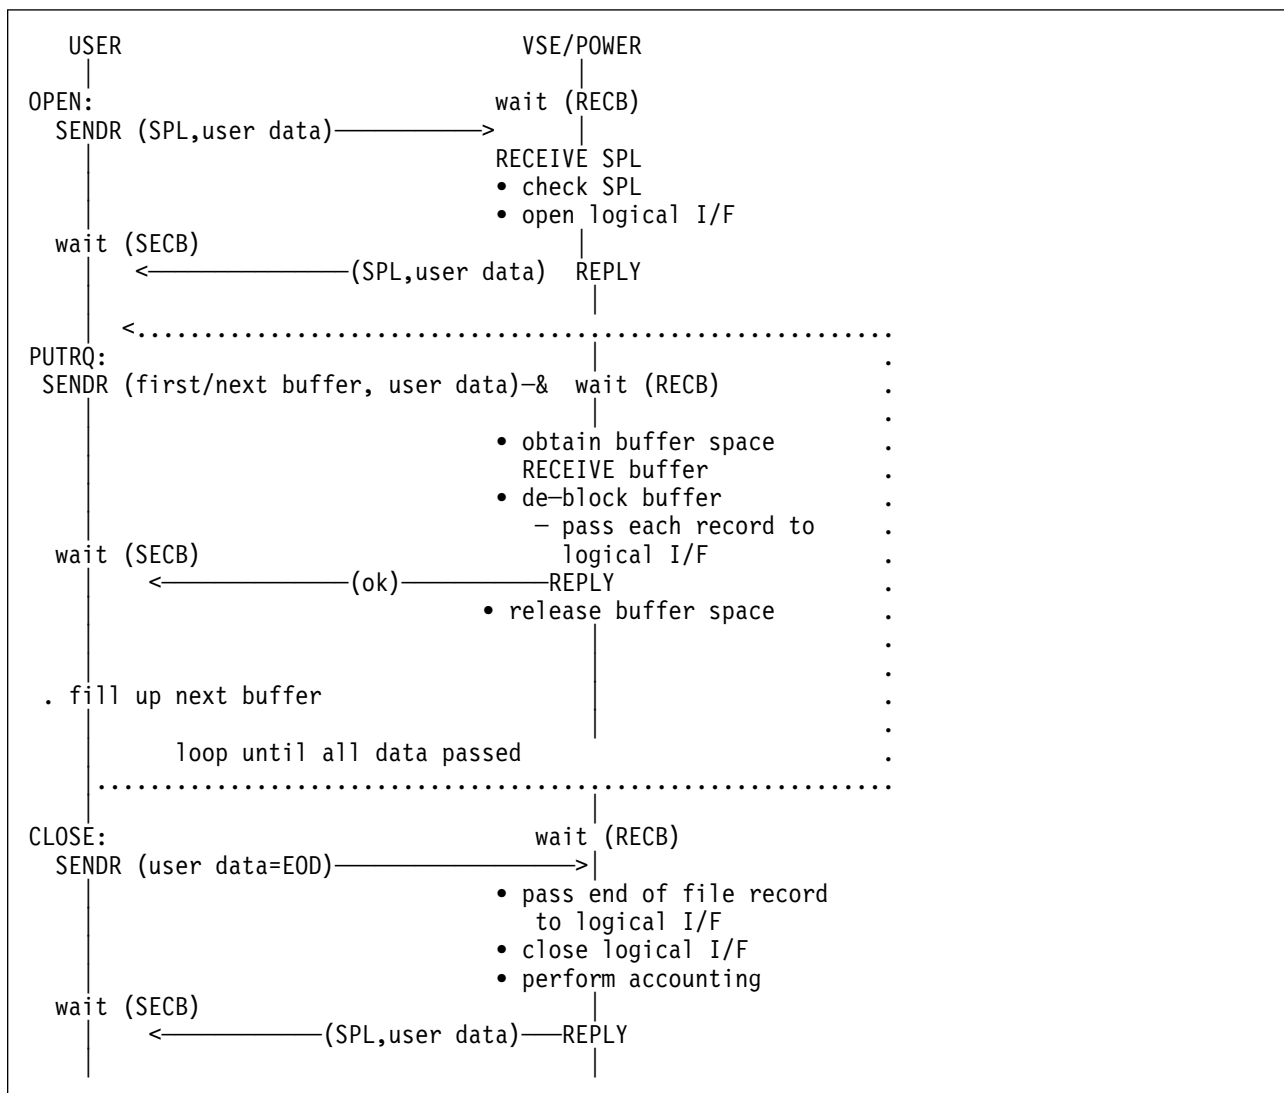 USER VSE/POWER
OPEN: wait (RECB)
SENDR (SPL,user data)—————————————>
RECEIVE SPL
• check SPL
• open logical I/F
wait (SECB)
<———————————————(SPL,user data) REPLY
<.........................................................
PUTRQ:
SENDR (first/next buffer, user data)—& wait (RECB)
• obtain buffer space
RECEIVE buffer
• de—block buffer
— pass each record to
wait (SECB) logical I/F
<———————————————(ok)———————————REPLY
• release buffer space
. fill up next buffer
loop until all data passed
............................................................
CLOSE: wait (RECB)
SENDR (user data=EOD)——————————————————>
• pass end of file record
to logical I/F
• close logical I/F
• perform accounting
wait (SECB)
<————————————(SPL,user data)———REPLY